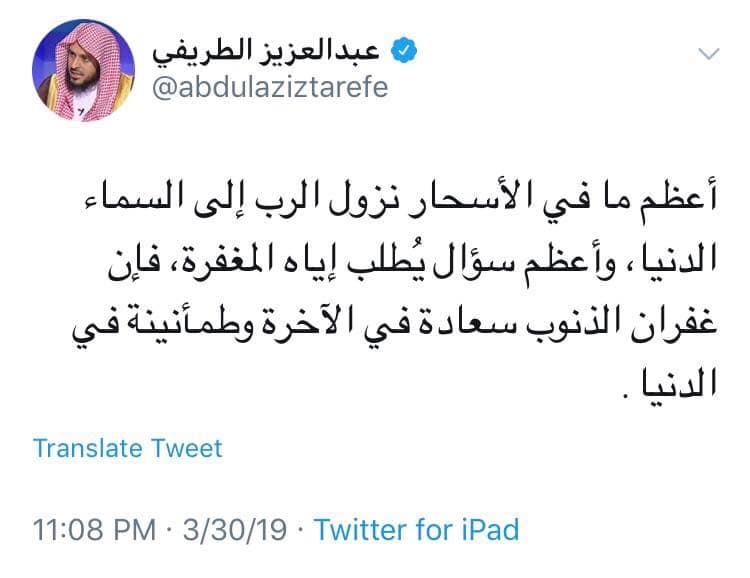 عبدالعزيز الطريفي
@abdulaziztarefe
أعظم ما في الأسحار نزول الرب إلى السماء
الدنيا، وأعظم سؤال يُطلب إياه المغفرة، فإن
غفران الذنوب سعادة في الآخرة وطمأنينة في
الدنيا .
Translate Tweet
11:08 PM · 3/30/19 · Twitter for iPad